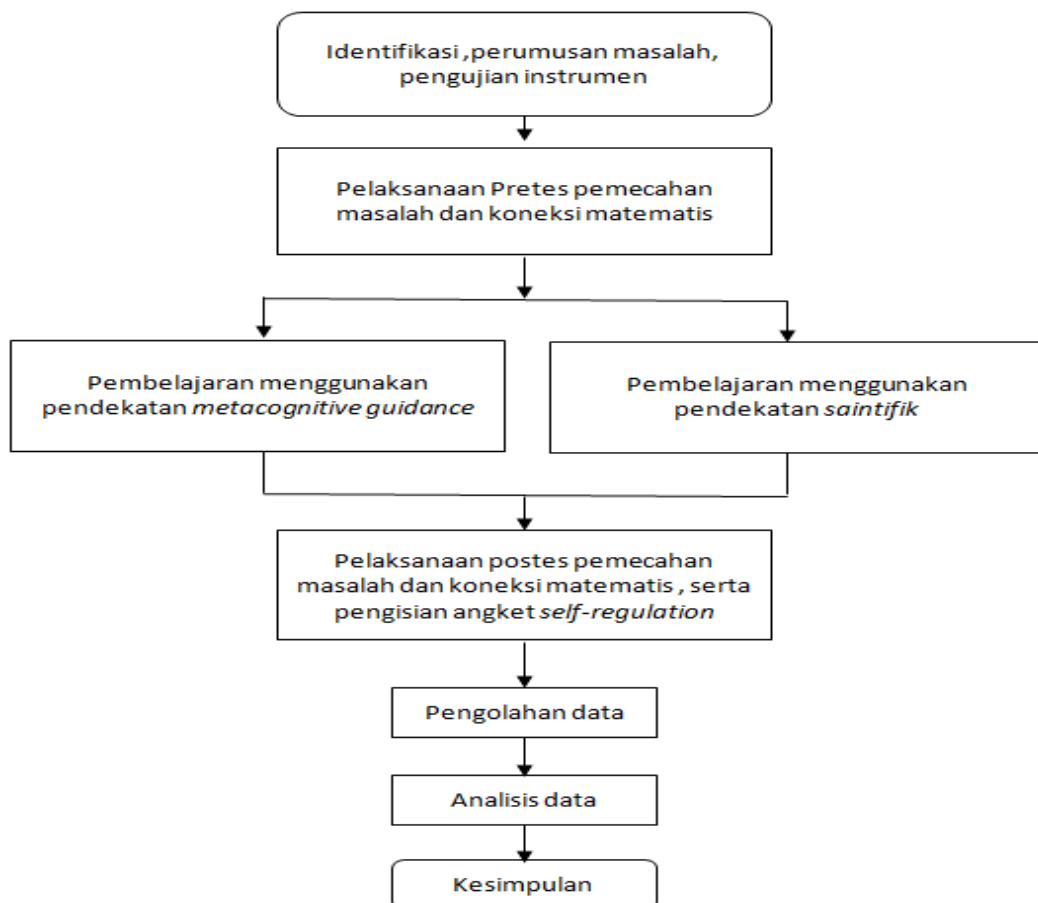 Identifikasi ,perumusan masalah,
pengujian instrumen
Pelaksanaan Pretes pemecahan
masalah dan koneksi matematis
Pembelajaran menggunakan
pendekatan metacognitive guidance
Pembelajaran menggunakan
pendekatan saintifik
Pelaksanaan postes pemecahan
masalah dan koneksi matematis , serta
pengisian angket self-regulation
Pengolahan data
Analisis data
Kesimpulan